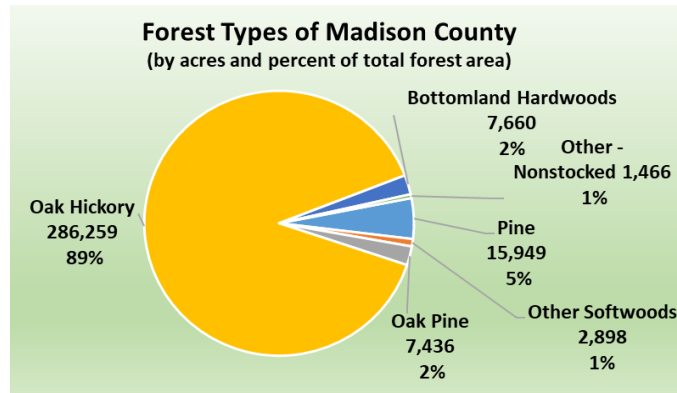 Forest Types of Madison County
(by acres and percent of total forest area)
Bottomland Hardwoods
7,660
2%
Other -
Nonstocked 1,466
1%
Oak Hickory
286,259
89%
Pine
15,949
5%
Other Softwoods
2,898
1%
Oak Pine
7,436
2%